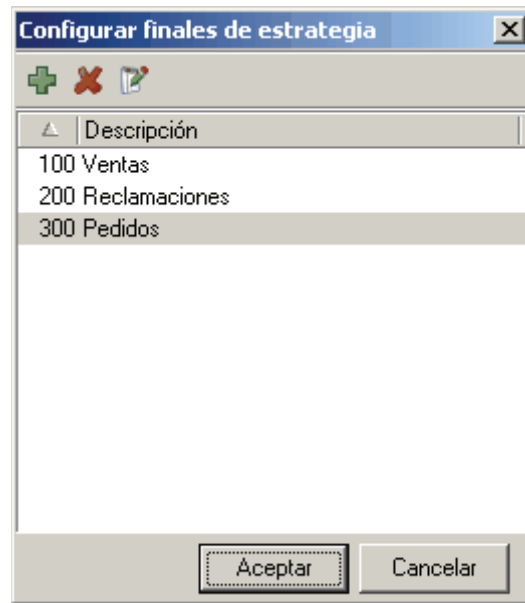 Configurar finales de estrategia
Descripción
100 Ventas
200 Reclamaciones
300 Pedidos
Aceptar Cancelar